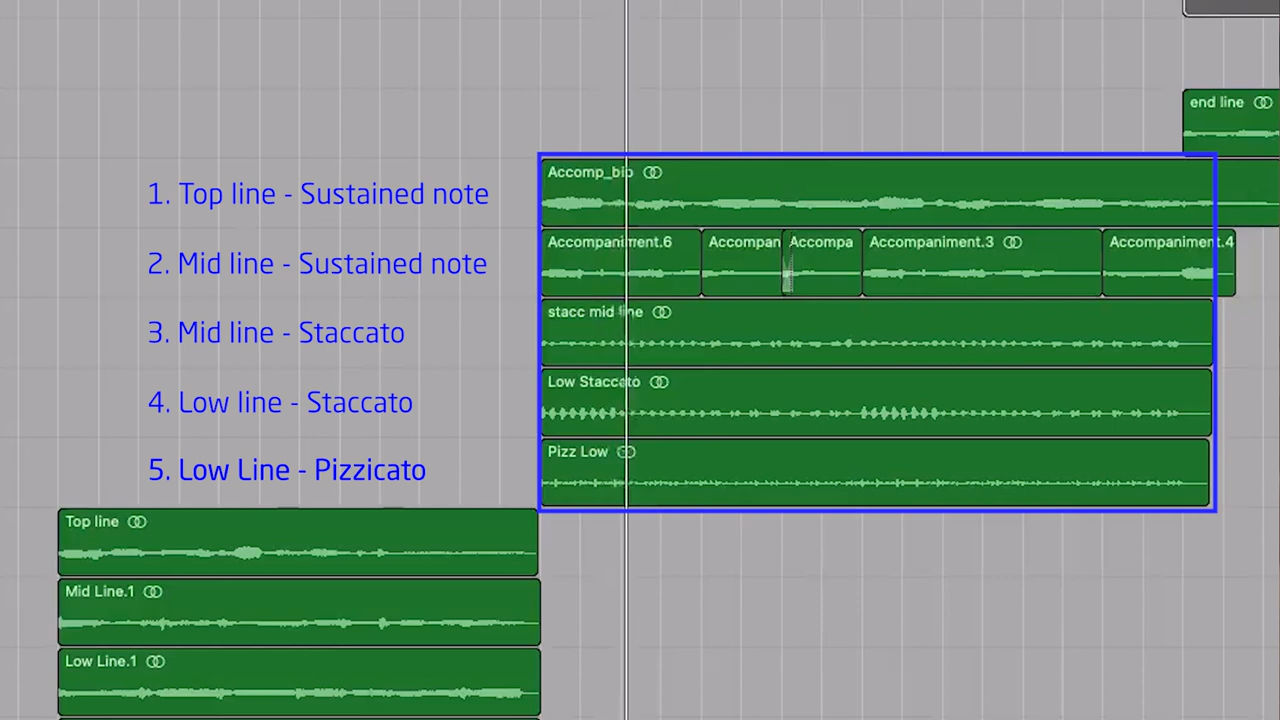 end line
1. Top line - Sustained note
Accomp_bip
2. Mid line - Sustained note
Accompaniment.6
Accompan
Accompa
Accompaniment.3
Accompaniment.4
3. Mid line - Staccato
stacc mid line
4. Low line - Staccato
Low Staccato
5. Low Line - Pizzicato
Pizz Low
Top line
Mid Line.1
Low Line.1